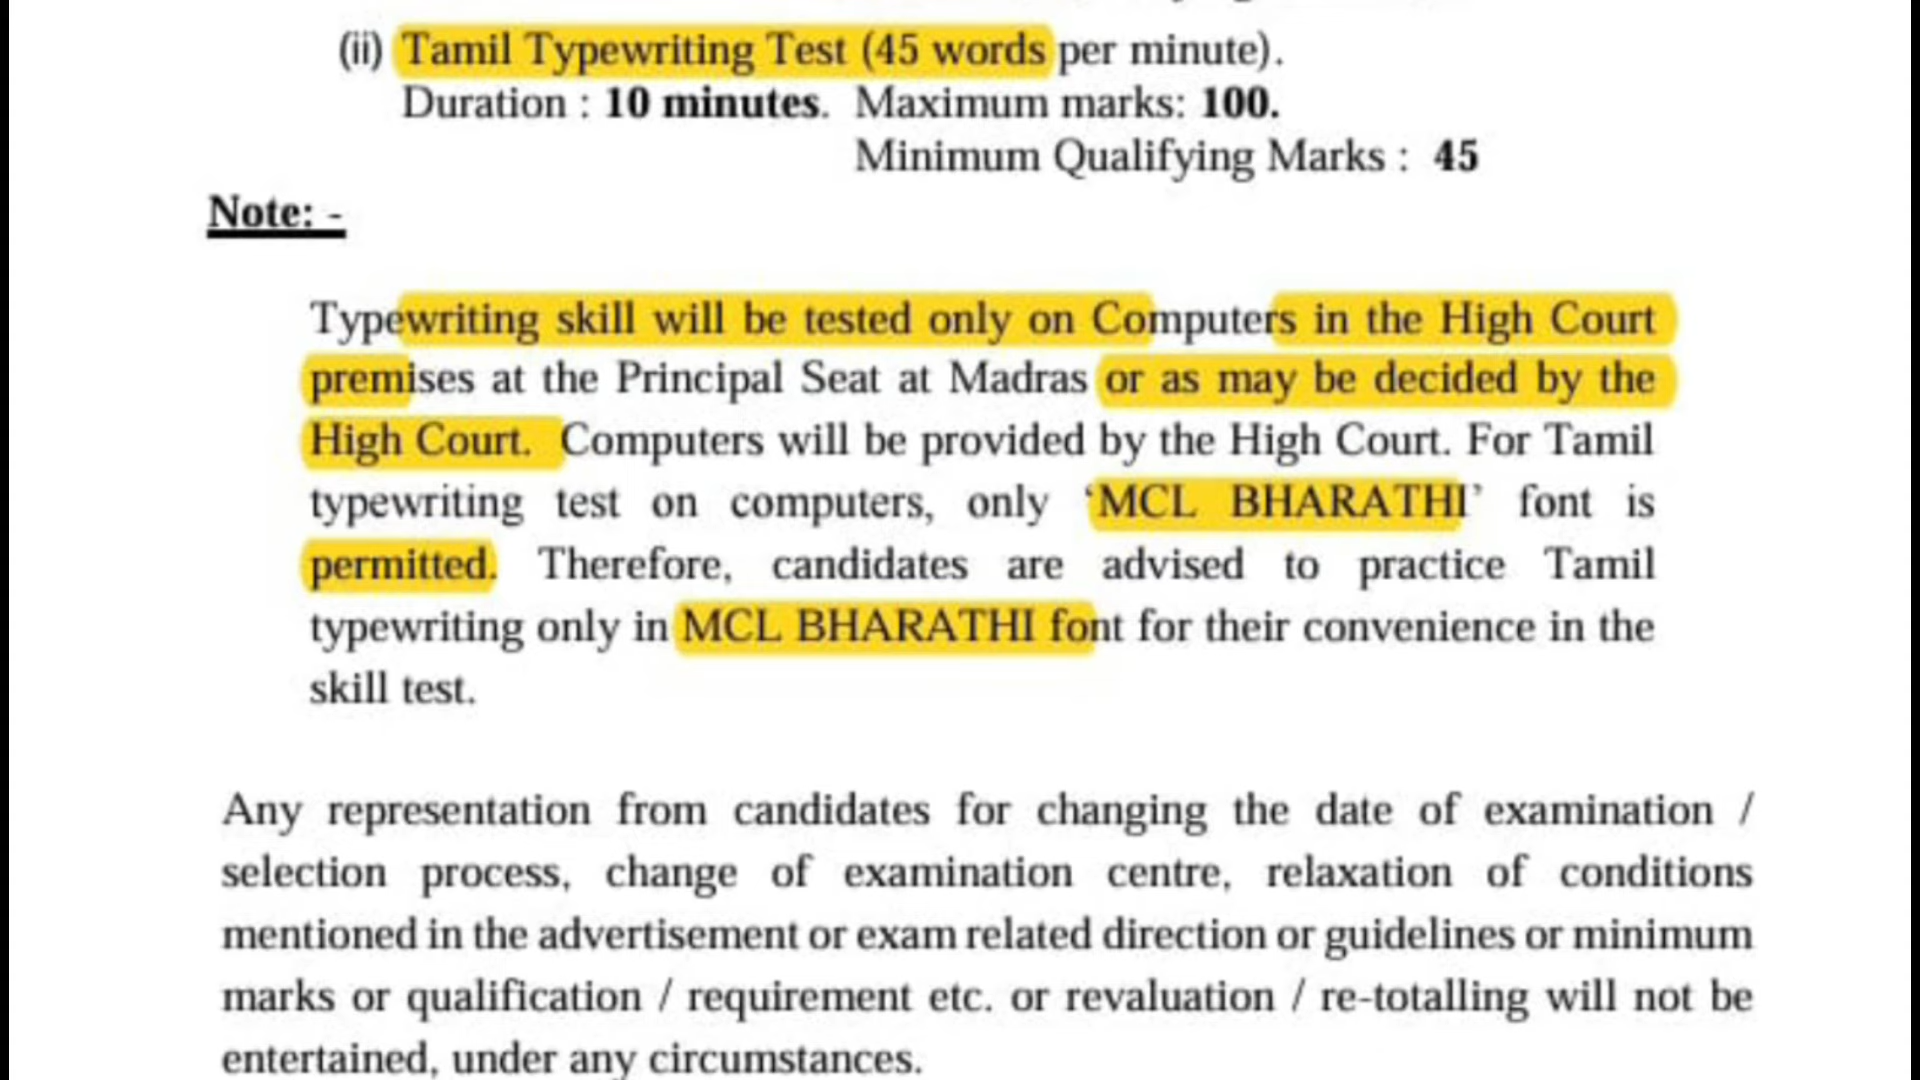 (ii) Tamil Typewriting Test (45 words per minute).
Duration : 10 minutes. Maximum marks: 100.
Minimum Qualifying Marks : 45
Note: -
Typewriting skill will be tested only on Computers in the High Court
premises at the Principal Seat at Madras or as may be decided by the
High Court. Computers will be provided by the High Court. For Tamil
typewriting test on computers, only ‘MCL BHARATHI’ font is
permitted. Therefore, candidates are advised to practice Tamil
typewriting only in MCL BHARATHI font for their convenience in the
skill test.
Any representation from candidates for changing the date of examination /
selection process, change of examination centre, relaxation of conditions
mentioned in the advertisement or exam related direction or guidelines or minimum
marks or qualification / requirement etc. or revaluation / re-totalling will not be
entertained, under any circumstances.